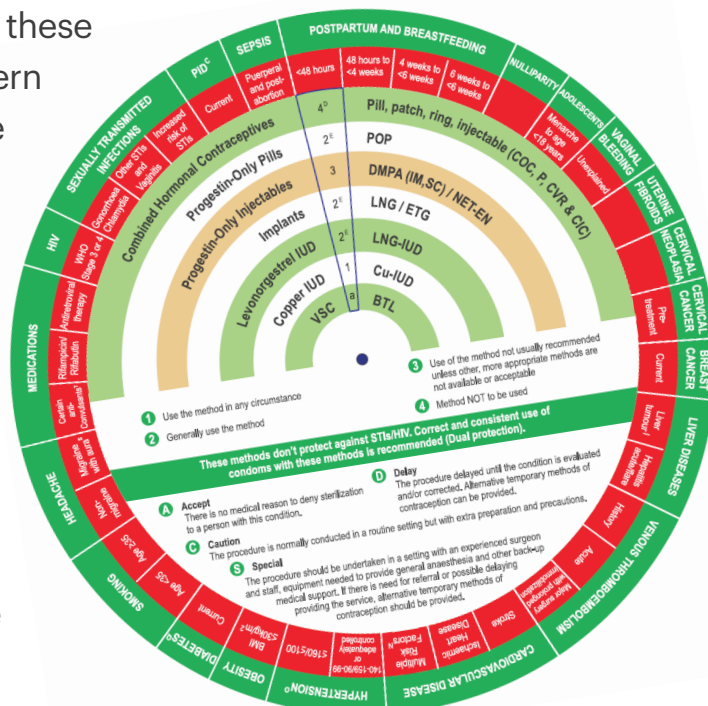 these
ern
e
e
POSTPARTUM AND BREASTFEEDING
NULLIPARITY
ADOLESCENTS
VAGINAL
BLEEDING
UTERINE
FIBROIDS
CERVICAL
NEOPLASIA
CERVICAL
CANCER
BREAST
CANCER
LIVER DISEASES
VENOUS THROMBOEMBOLISM
CARDIOVASCULAR DISEASE
HYPERTENSIONᴼ
OBESITY
DIABETESᴼ
SMOKING
HEADACHE
MEDICATIONS
HIV
SEXUALLY TRANSMITTED
INFECTIONS
PIDᶜ
SEPSIS
<48 hours
48 hours to
<4 weeks
4 weeks to
<6 weeks
6 weeks to
<6 weeks
Menarche
to age
<18 years
Unexplained
Pre-
treatment
Current
Liver
Hepatitis
acute/flare
History
Acute
Major surgery
with prolonged
immobilization
Stroke
Ischaemic
Heart
Disease
Multiple
Risk
Factorsᴺ
140-159/90-99
or
adequately
controlled
≤160/≤100
BMI
≤30kg/m²
Current
Age <35
Age ≥35
Non-
migraine
Migraine
with aura
Certain
anti-
convulsants
Rifampicin/
Rifabutin
Antiretroviral
therapy
WHO
Stage 3 or 4
Gonorrhoea
Chlamydia
Other STIs
and
Vaginitis
Increased
risk of
STIs
Current
Puerperal
and post-
abortion
Combined Hormonal Contraceptives
4ᴰ
Pill, patch, ring, injectable (COC, P, CVR & CIC)
Progestin-Only Pills
2ᴱ
POP
Progestin-Only Injectables
3
DMPA (IM,SC) / NET-EN
Implants
2ᴱ
LNG / ETG
Levonorgestrel IUD
2ᴱ
LNG-IUD
Copper IUD
1
Cu-IUD
VSC
a
BTL
1 Use the method in any circumstance
2 Generally use the method
3 Use of the method not usually recommended
unless other, more appropriate methods are
not available or acceptable
4 Method NOT to be used
These methods don't protect against STIs/HIV. Correct and consistent use of
condoms with these methods is recommended (Dual protection).
A Accept
There is no medical reason to deny sterilization
to a person with this condition.
D Delay
The procedure delayed until the condition is evaluated
and/or corrected. Alternative temporary methods of
contraception can be provided.
C Caution
The procedure is normally conducted in a routine setting but with extra preparation and precautions.
S Special
The procedure should be undertaken in a setting with an experienced surgeon
and staff, equipment needed to provide general anaesthesia and other back-up
medical support. If there is need for referral or possible delaying
providing the service, alternative temporary methods of
contraception should be provided.